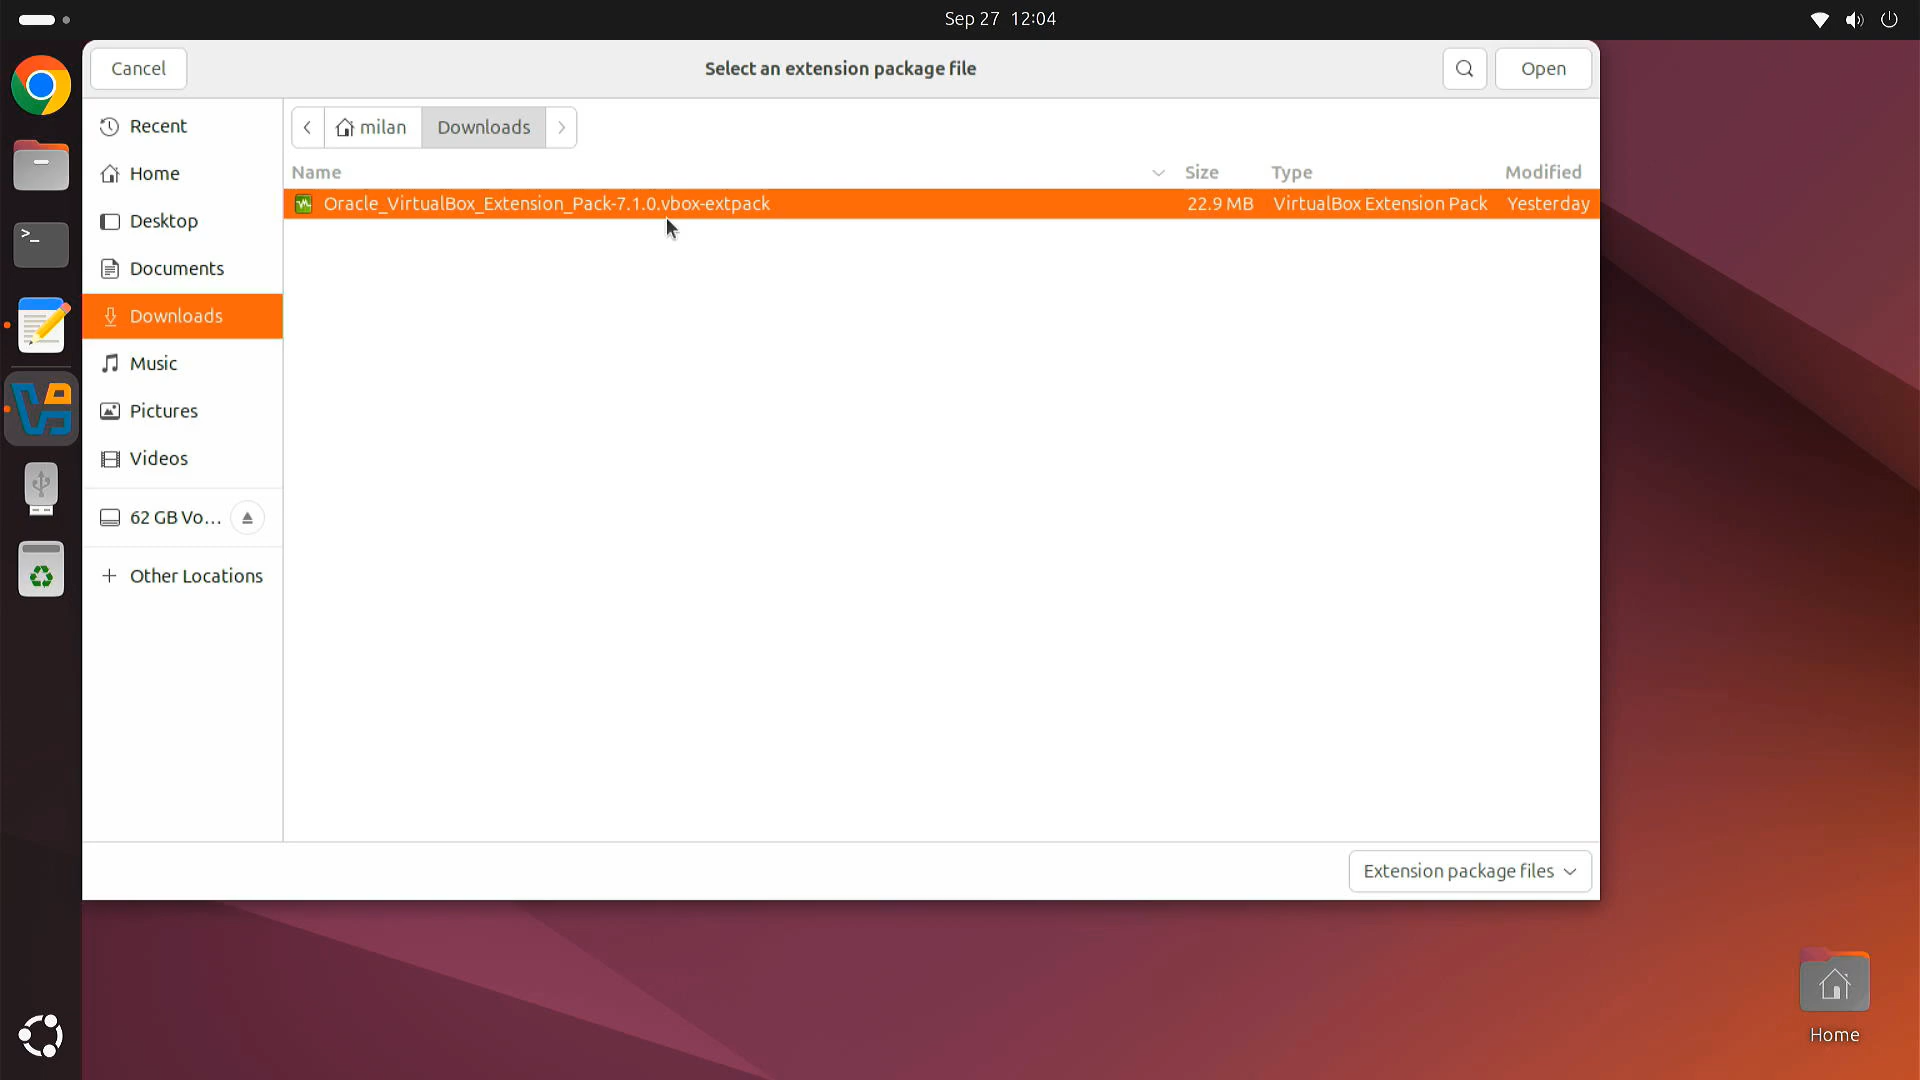 Sep 27 12:04
Cancel
Select an extension package file
Open
Recent
Home
Desktop
Documents
Downloads
Music
Pictures
Videos
62 GB Vo…
Other Locations
milan
Downloads
Name
Size
Type
Modified
Oracle_VirtualBox_Extension_Pack-7.1.0.vbox-extpack
22.9 MB
VirtualBox Extension Pack
Yesterday
Extension package files
Home